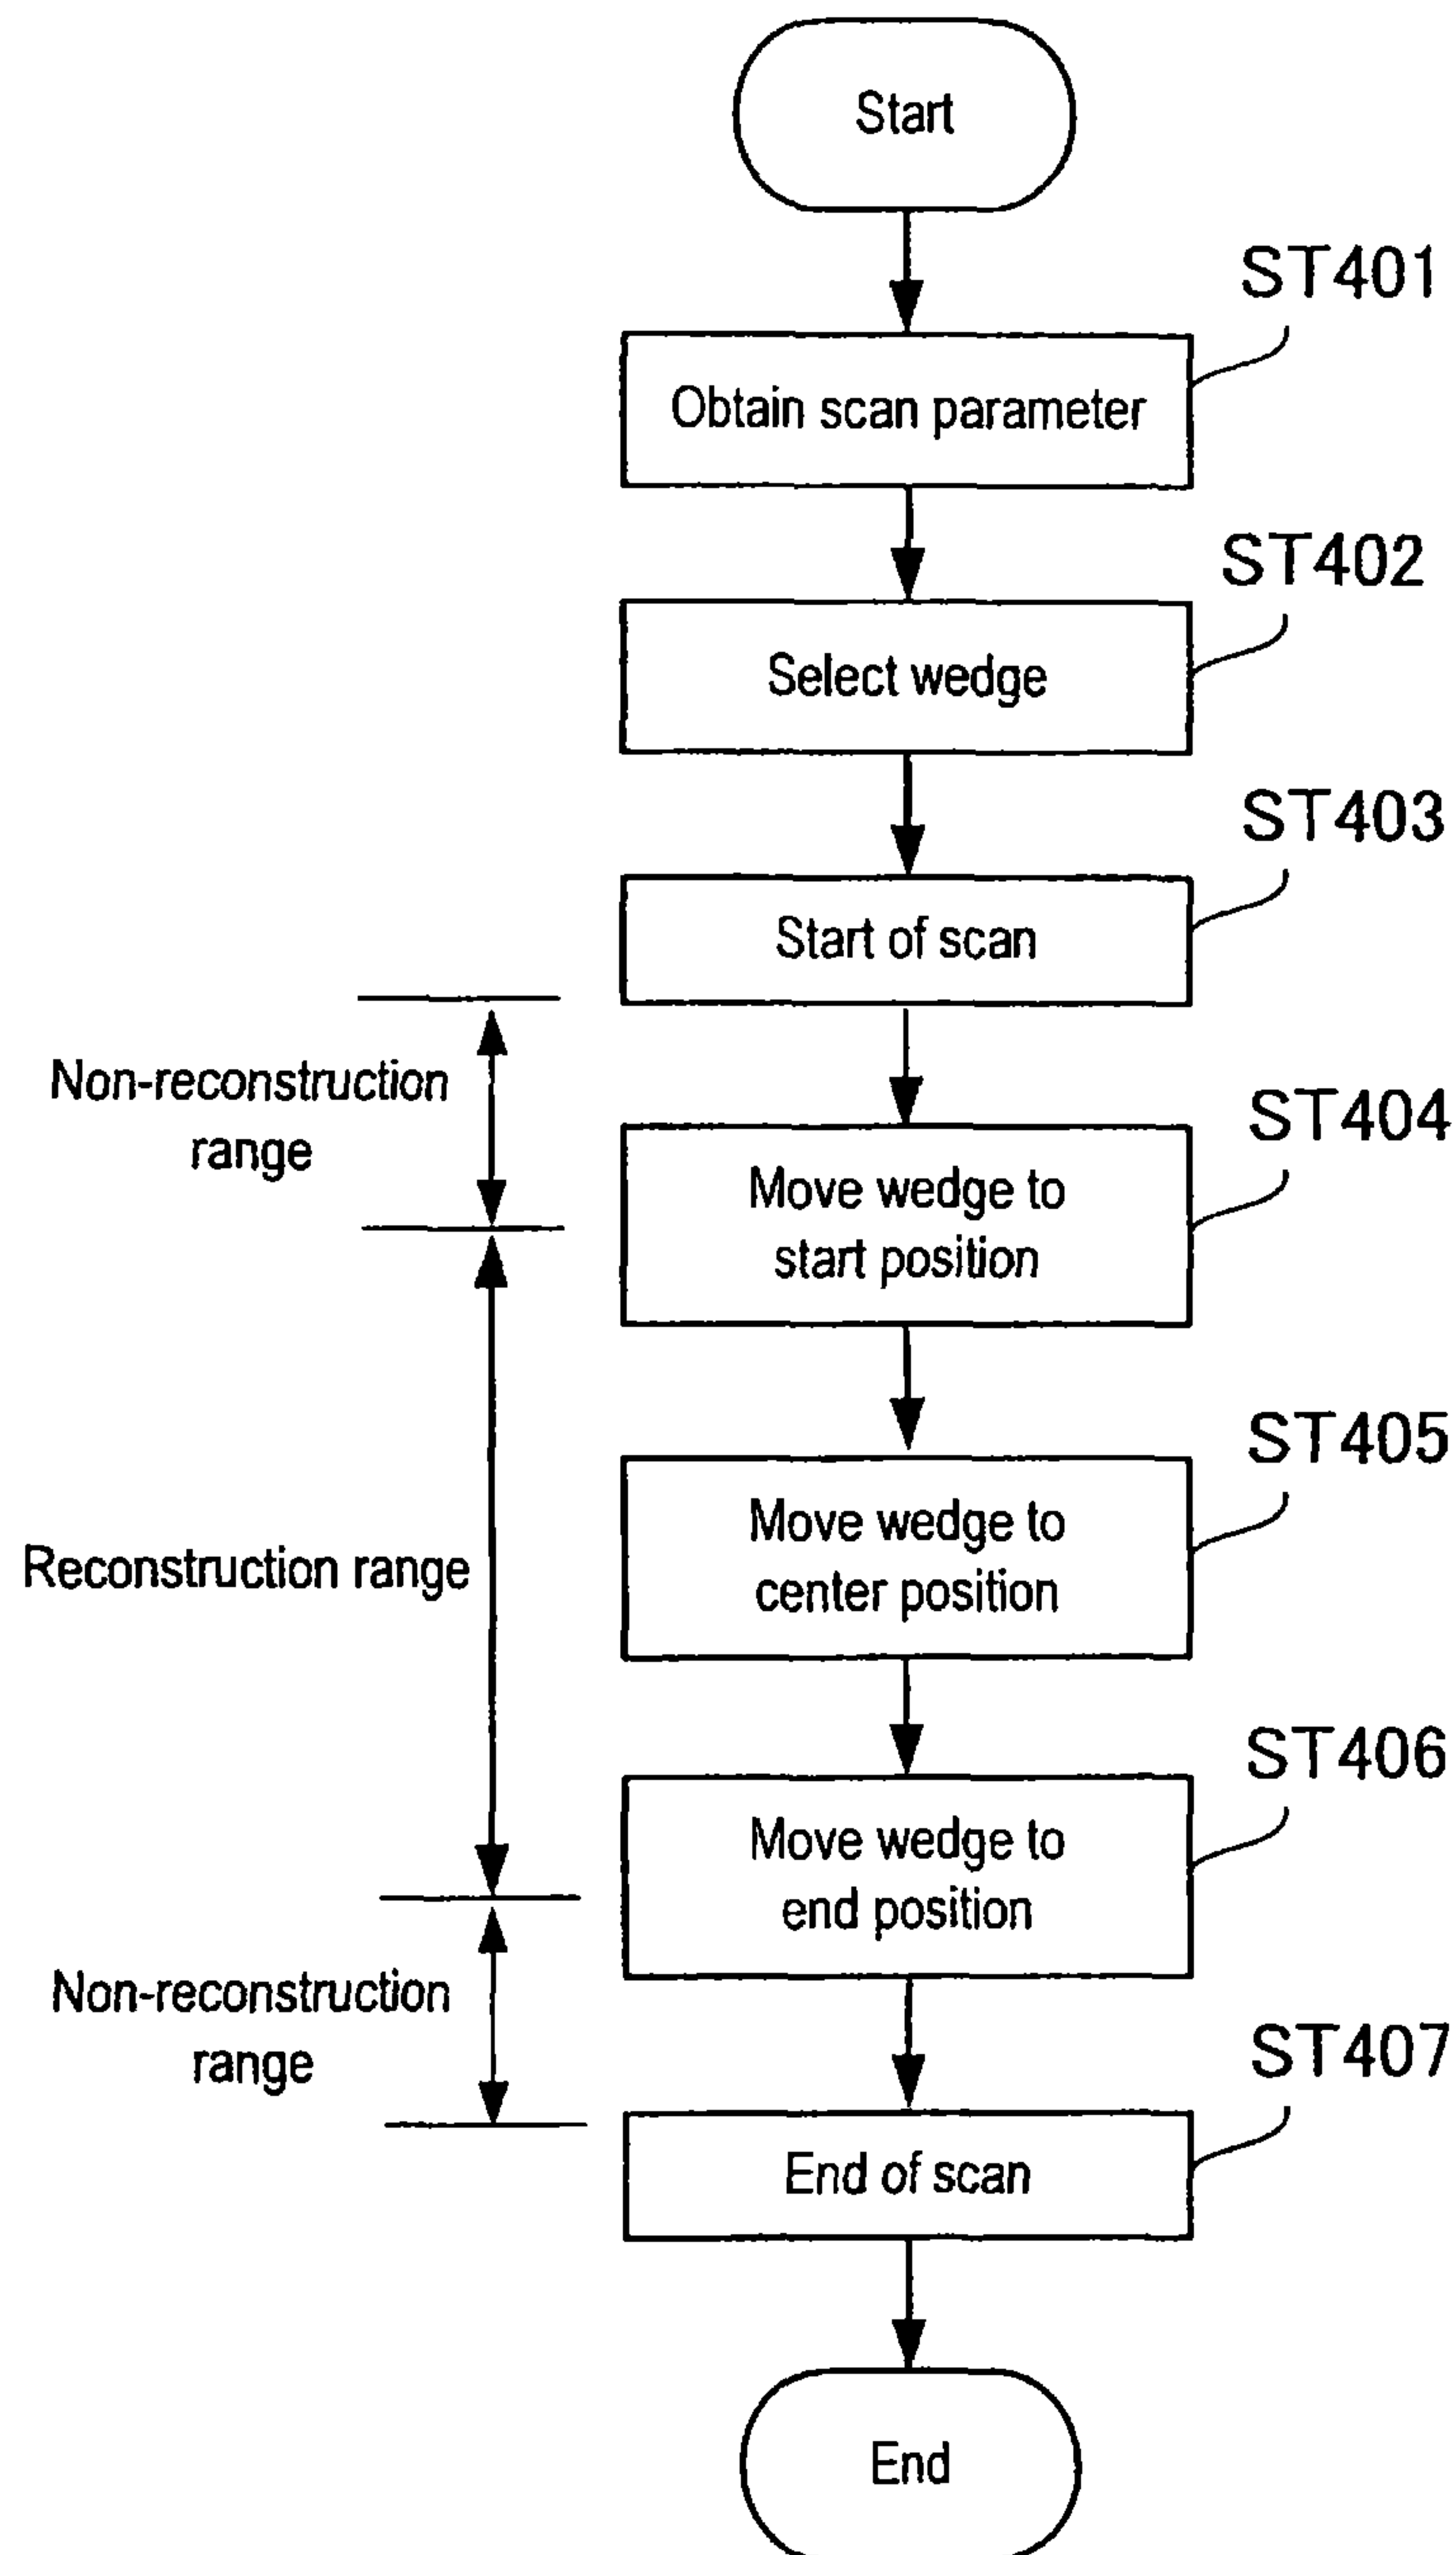 Start
ST401
Obtain scan parameter
ST402
Select wedge
ST403
Start of scan
Non-reconstruction
range
ST404
Move wedge to
start position
ST405
Move wedge to
center position
Reconstruction range
ST406
Move wedge to
end position
Non-reconstruction
range
ST407
End of scan
End